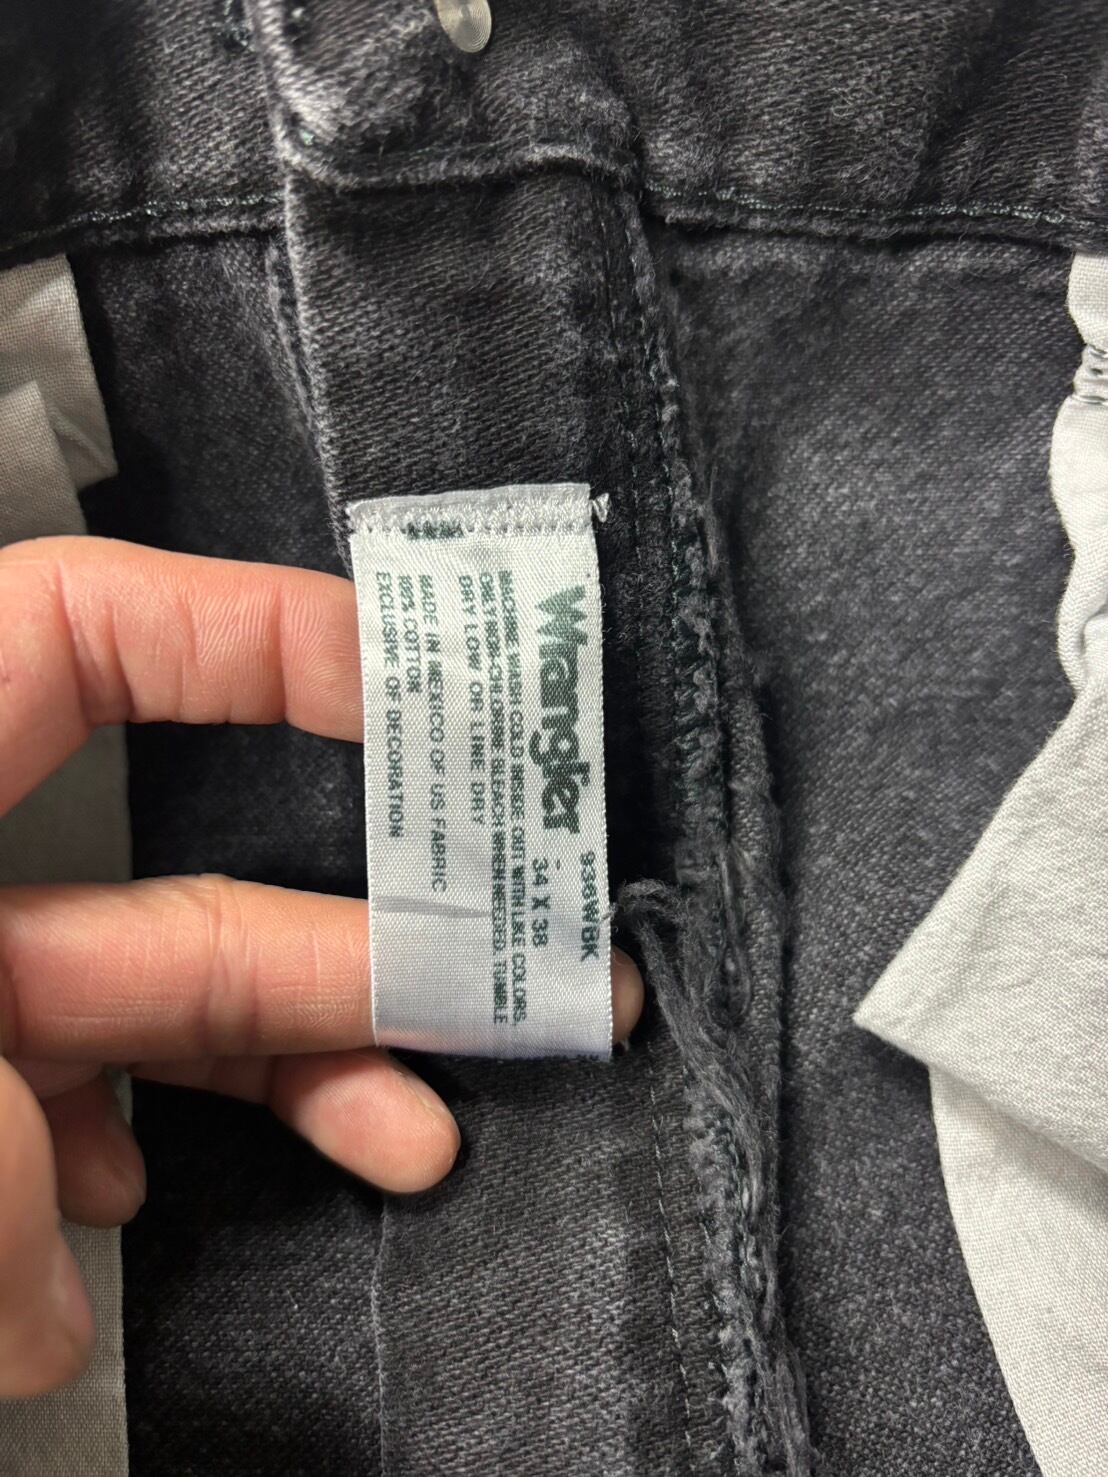 936WBK
Wrangler
34 X 38
MACHINE WASH COLD INSIDE OUT WITH LIKE COLORS.
ONLY NON-CHLORINE BLEACH WHEN NEEDED. TUMBLE
DRY LOW OR LINE DRY
MADE IN MEXICO OF US FABRIC
100% COTTON
EXCLUSIVE OF DECORATION